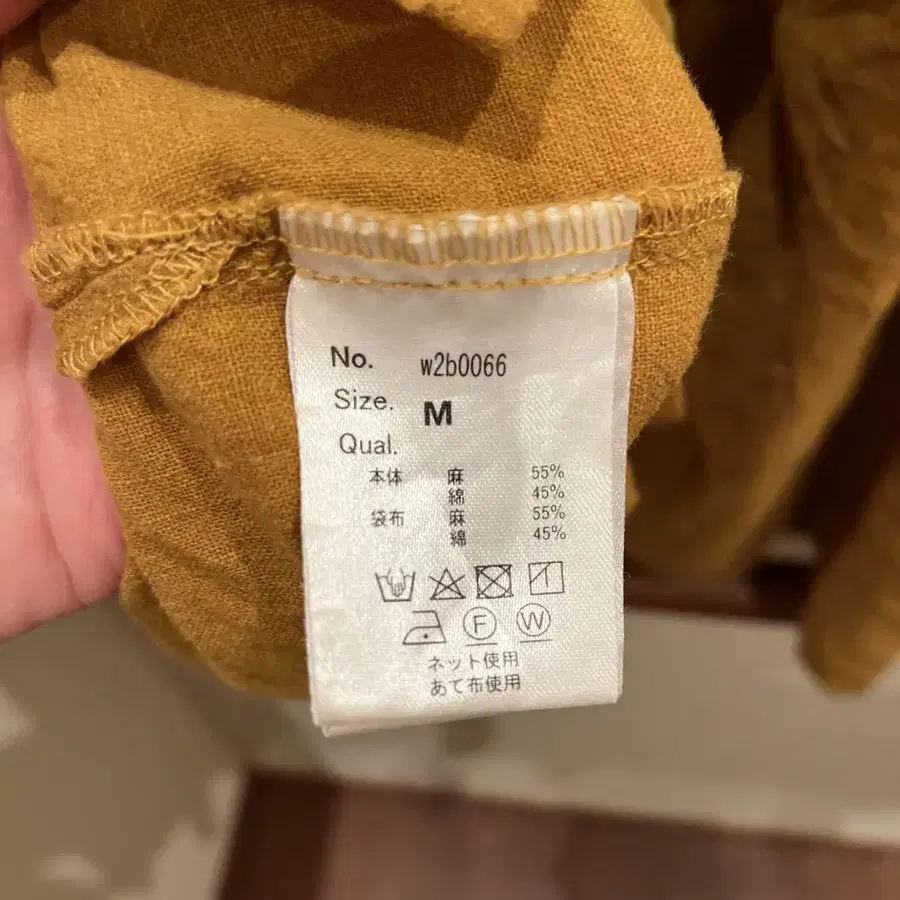 No. w2b0066
Size. M
Qual.
本体 麻 55%
綿 45%
袋布 麻 55%
綿 45%
F W
ネット使用
あて布使用